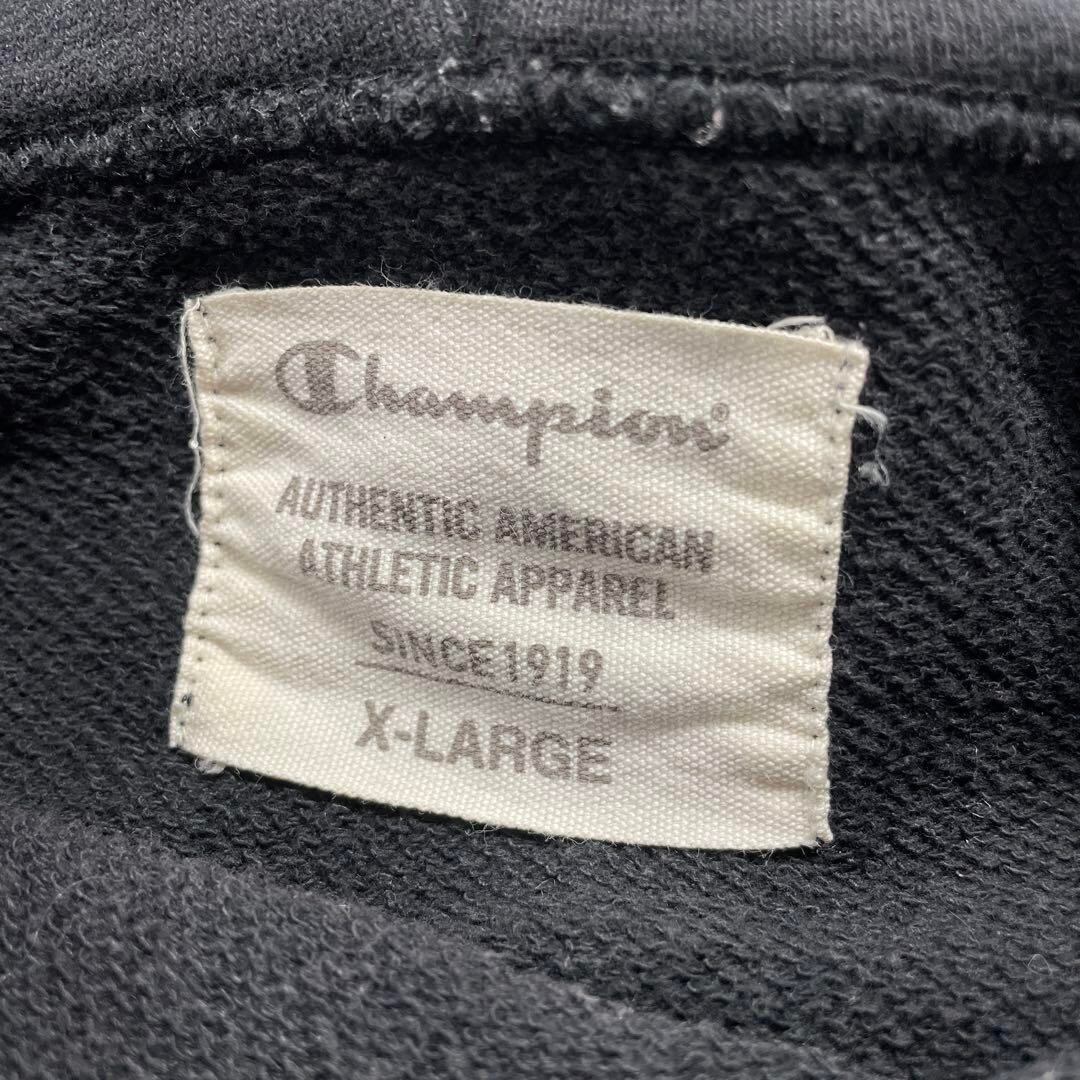 Champion®
AUTHENTIC AMERICAN
ATHLETIC APPAREL
SINCE 1919
X-LARGE